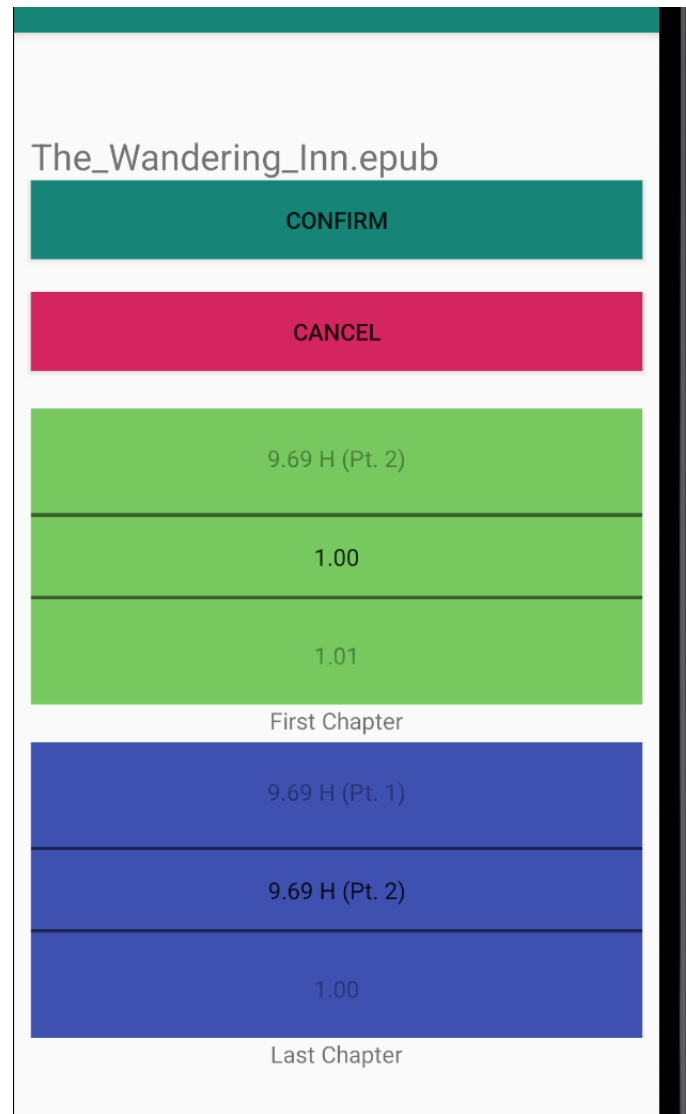 The_Wandering_Inn.epub
CONFIRM
CANCEL
9.69 H (Pt. 2)
1.00
1.01
First Chapter
9.69 H (Pt. 1)
9.69 H (Pt. 2)
1.00
Last Chapter